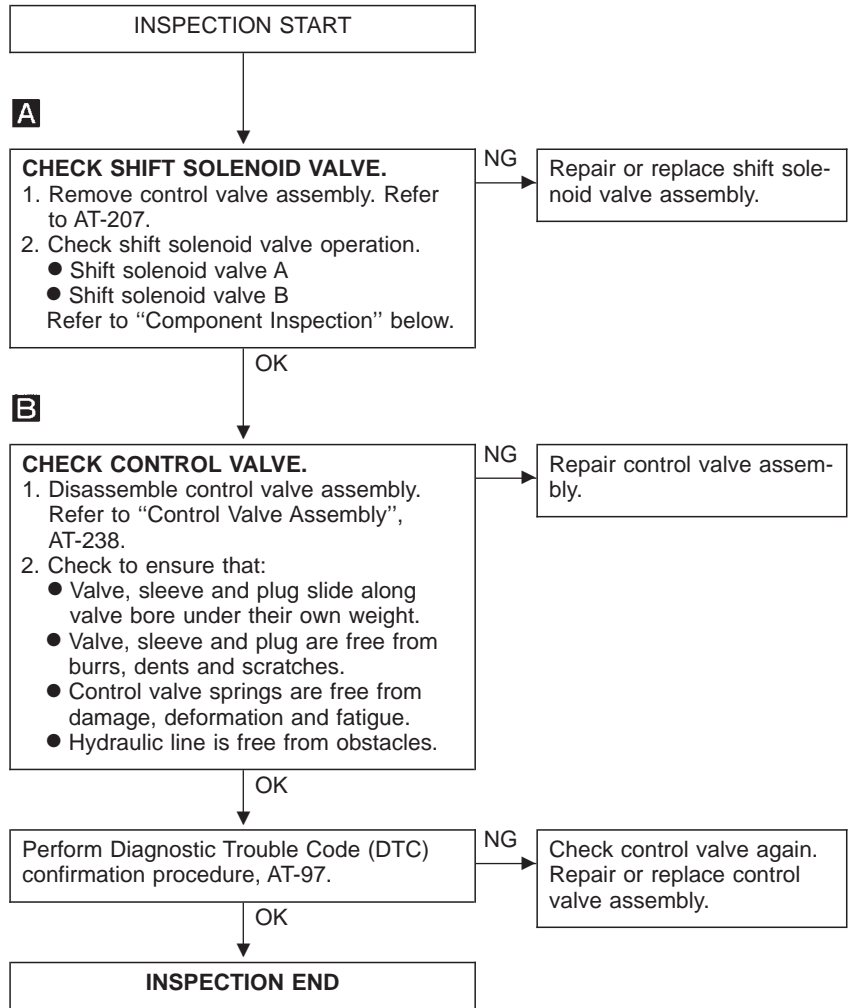 INSPECTION START
A
CHECK SHIFT SOLENOID VALVE.
1. Remove control valve assembly. Refer
to AT-207.
2. Check shift solenoid valve operation.
● Shift solenoid valve A
● Shift solenoid valve B
Refer to ‘‘Component Inspection’’ below.
NG
Repair or replace shift sole-
noid valve assembly.
OK
B
CHECK CONTROL VALVE.
1. Disassemble control valve assembly.
Refer to ‘‘Control Valve Assembly’’,
AT-238.
2. Check to ensure that:
● Valve, sleeve and plug slide along
valve bore under their own weight.
● Valve, sleeve and plug are free from
burrs, dents and scratches.
● Control valve springs are free from
damage, deformation and fatigue.
● Hydraulic line is free from obstacles.
NG
Repair control valve assem-
bly.
OK
Perform Diagnostic Trouble Code (DTC)
confirmation procedure, AT-97.
NG
Check control valve again.
Repair or replace control
valve assembly.
OK
INSPECTION END